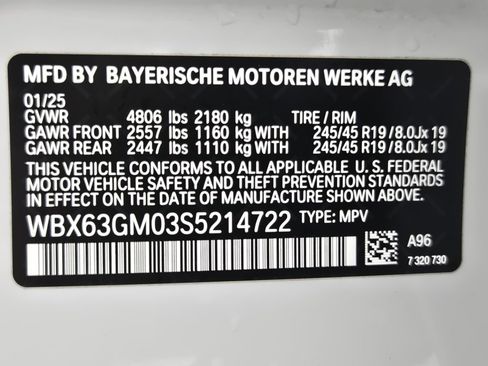 MFD BY BAYERISCHE MOTOREN WERKE AG
01/25
GVWR 4806 lbs 2180 kg TIRE / RIM
GAWR FRONT 2557 lbs 1160 kg WITH 245/45 R19 /8.0Jx 19
GAWR REAR 2447 lbs 1110 kg WITH 245/45 R19 /8.0Jx 19
THIS VEHICLE CONFORMS TO ALL APPLICABLE U. S. FEDERAL
MOTOR VEHICLE SAFETY AND THEFT PREVENTION STANDARDS
IN EFFECT ON THE DATE OF MANUFACTURE SHOWN ABOVE.
WBX63GM03S5214722 TYPE: MPV
A96
7 320 730